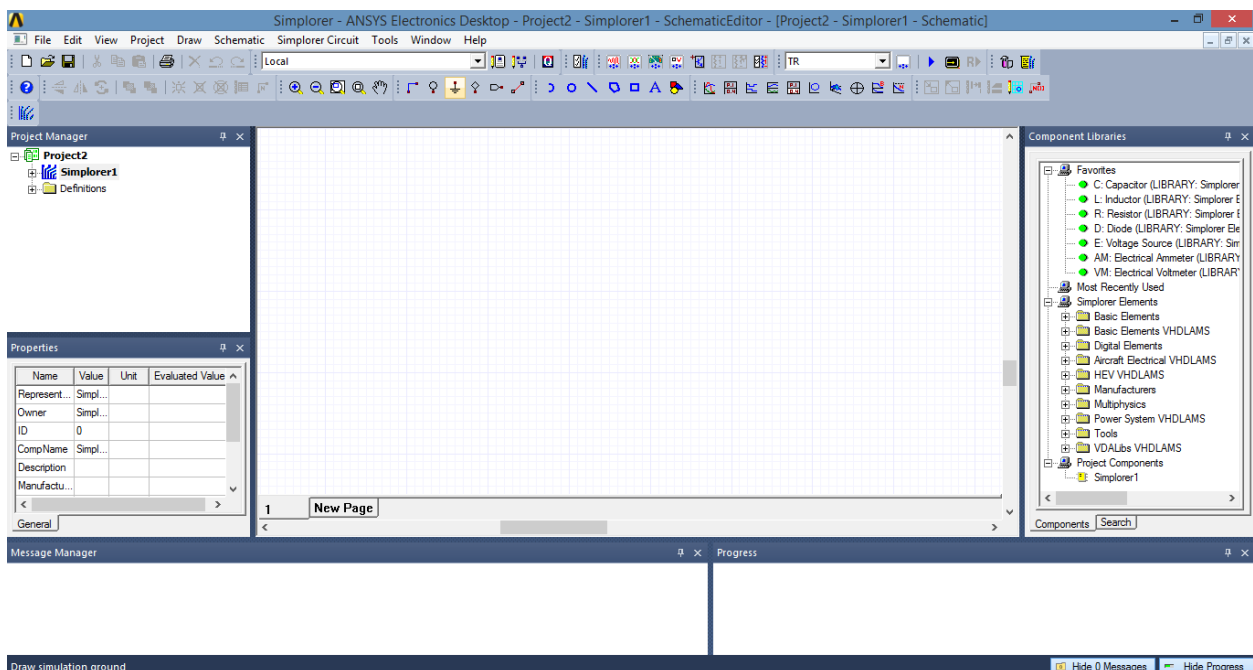 Simplorer - ANSYS Electronics Desktop - Project2 - Simplorer1 - SchematicEditor - [Project2 - Simplorer1 - Schematic]
File Edit View Project Draw Schematic Simplorer Circuit Tools Window Help
Local
TR
Project Manager
Project2
Simplorer1
Definitions
Properties
Name Value Unit Evaluated Value
Represent... Simpl...
Owner Simpl...
ID 0
CompName Simpl...
Description
Manufactu...
General
1 New Page
Component Libraries
Favorites
C: Capacitor (LIBRARY: Simplorer
L: Inductor (LIBRARY: Simplorer E
R: Resistor (LIBRARY: Simplorer E
D: Diode (LIBRARY: Simplorer Ele
E: Voltage Source (LIBRARY: Sim
AM: Electrical Ammeter (LIBRARY
VM: Electrical Voltmeter (LIBRAR
Most Recently Used
Simplorer Elements
Basic Elements
Basic Elements VHDLAMS
Digital Elements
Aircraft Electrical VHDLAMS
HEV VHDLAMS
Manufacturers
Multiphysics
Power System VHDLAMS
Tools
VDALibs VHDLAMS
Project Components
Simplorer1
Components Search
Message Manager
Progress
Draw simulation ground
Hide 0 Messages Hide Progress